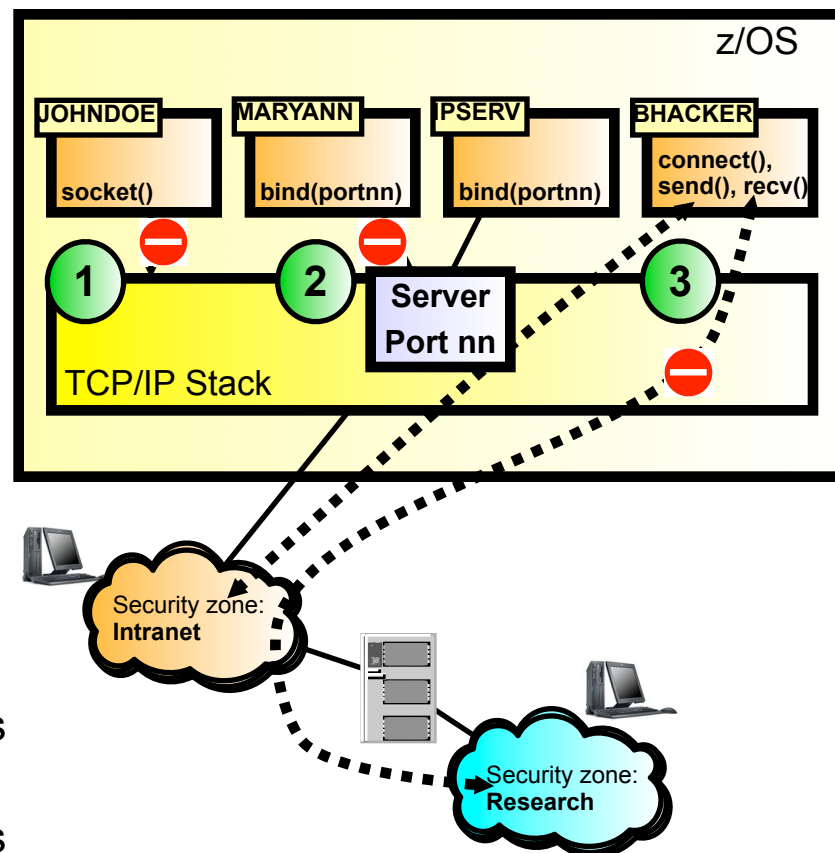 z/OS
JOHNDOE
MARYANN
IPSERV
BHACKER
socket()
bind(portnn)
bind(portnn)
connect(),
send(), recv()
1
2
3
Server
Port nn
TCP/IP Stack
Security zone:
Intranet
s
Security zone:
Research
s